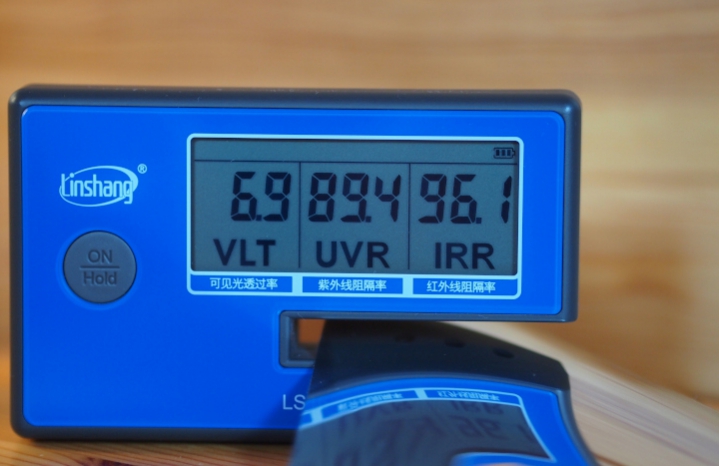 Linshang®
ON
Hold
6.9 89.4 96.1
VLT UVR IRR
可见光透过率 紫外线阻隔率 红外线阻隔率
LS